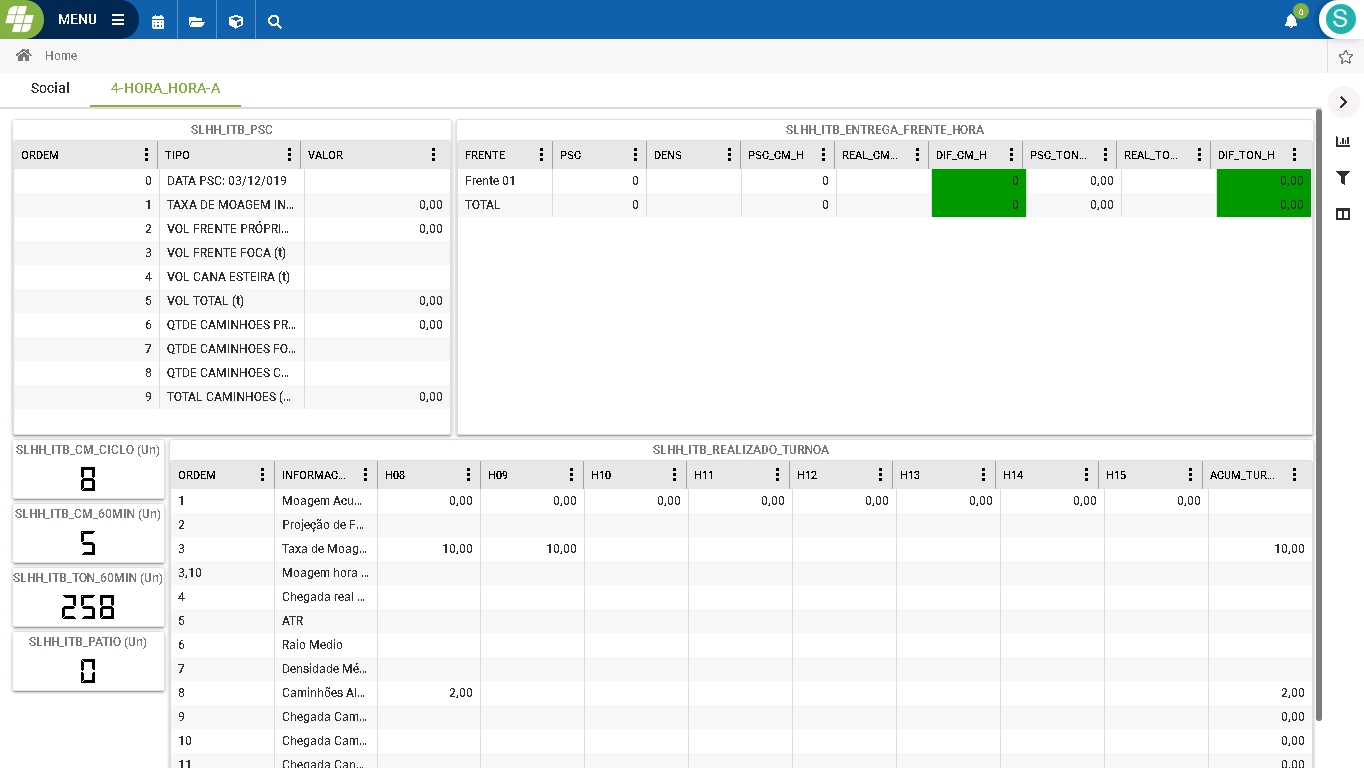 MENU
0
S
Home
Social 4-HORA_HORA-A
SLHH_ITB_PSC
ORDEM TIPO VALOR
0 DATA PSC: 03/12/019
1 TAXA DE MOAGEM IN... 0,00
2 VOL FRENTE PRÓPRI... 0,00
3 VOL FRENTE FOCA (t)
4 VOL CANA ESTEIRA (t)
5 VOL TOTAL (t) 0,00
6 QTDE CAMINHOES PR... 0,00
7 QTDE CAMINHOES FO...
8 QTDE CAMINHOES C...
9 TOTAL CAMINHOES (... 0,00
SLHH_ITB_ENTREGA_FRENTE_HORA
FRENTE PSC DENS PSC_CM_H REAL_CM... DIF_CM_H PSC_TON... REAL_TO... DIF_TON_H
Frente 01 0 0 0 0,00 0,00
TOTAL 0 0 0 0,00 0,00
SLHH_ITB_CM_CICLO (Un)
8
SLHH_ITB_CM_60MIN (Un)
5
SLHH_ITB_TON_60MIN (Un)
258
SLHH_ITB_PATIO (Un)
0
SLHH_ITB_REALIZADO_TURNOA
ORDEM INFORMAC... H08 H09 H10 H11 H12 H13 H14 H15 ACUM_TUR...
1 Moagem Acu... 0,00 0,00 0,00 0,00 0,00 0,00 0,00 0,00
2 Projeção de F...
3 Taxa de Moag... 10,00 10,00 10,00
3,10 Moagem hora ...
4 Chegada real ...
5 ATR
6 Raio Medio
7 Densidade Mé...
8 Caminhões Al... 2,00 2,00
9 Chegada Cam... 0,00
10 Chegada Cam... 0,00
11 Chegada Can... 0,00